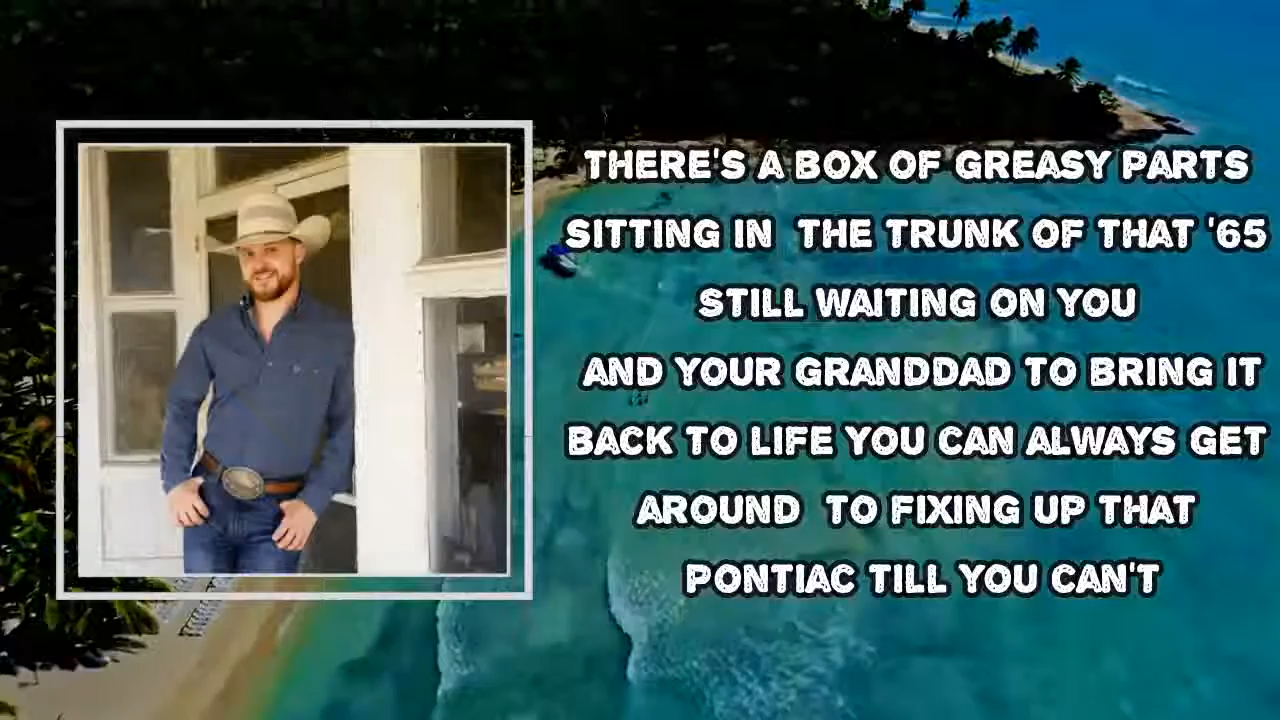 THERE'S A BOX OF GREASY PARTS
SITTING IN THE TRUNK OF THAT '65
STILL WAITING ON YOU
AND YOUR GRANDDAD TO BRING IT
BACK TO LIFE YOU CAN ALWAYS GET
AROUND TO FIXING UP THAT
PONTIAC TILL YOU CAN'T